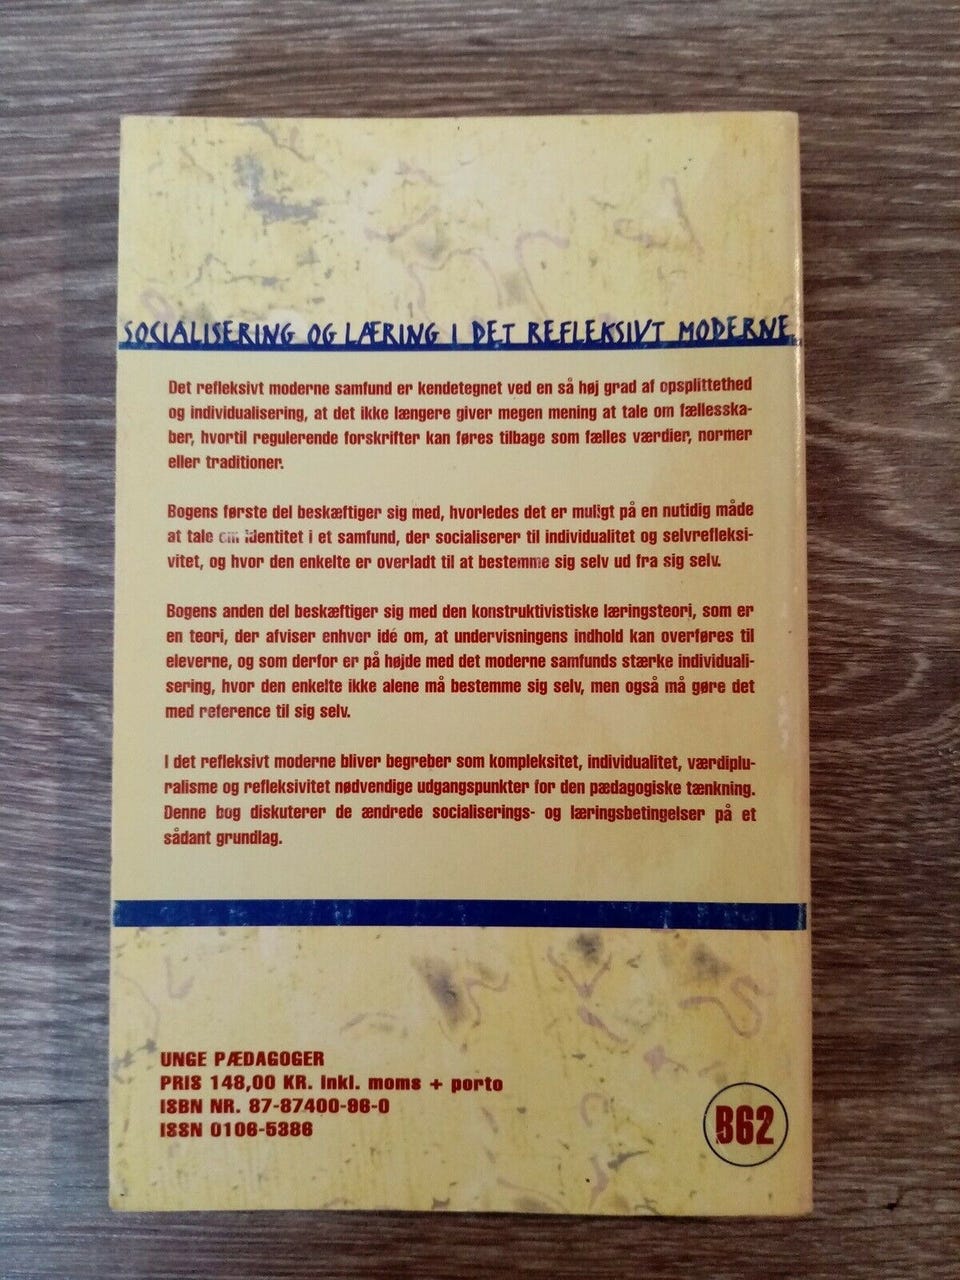 SOCIALISERING OG LÆRING I DET REFLEKSIVT MODERNE
Det refleksivt moderne samfund er kendetegnet ved en så høj grad af opsplittethed
og individualisering, at det ikke længere giver megen mening at tale om fællesska-
ber, hvortil regulerende forskrifter kan føres tilbage som fælles værdier, normer
eller traditioner.
Bogens første del beskæftiger sig med, hvorledes det er muligt på en nutidig måde
at tale om identitet i et samfund, der socialiserer til individualitet og selvrefleksi-
vitet, og hvor den enkelte er overladt til at bestemme sig selv ud fra sig selv.
Bogens anden del beskæftiger sig med den konstruktivistiske læringsteori, som er
en teori, der afviser enhver idé om, at undervisningens indhold kan overføres til
eleverne, og som derfor er på højde med det moderne samfunds stærke individuali-
sering, hvor den enkelte ikke alene må bestemme sig selv, men også må gøre det
med reference til sig selv.
I det refleksivt moderne bliver begreber som kompleksitet, individualitet, værdiplu-
ralisme og refleksivitet nødvendige udgangspunkter for den pædagogiske tænkning.
Denne bog diskuterer de ændrede socialiserings- og læringsbetingelser på et
sådant grundlag.
UNGE PÆDAGOGER
PRIS 148,00 KR. Inkl. moms + porto
ISBN NR. 87-87400-96-0
ISSN 0106-5386
B62